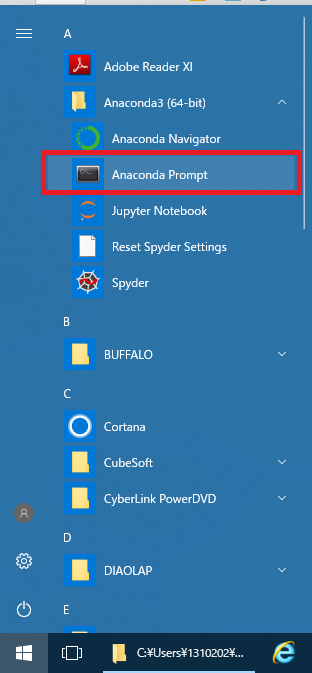 A
Adobe Reader XI
Anaconda3 (64-bit)
Anaconda Navigator
Anaconda Prompt
Jupyter Notebook
Reset Spyder Settings
Spyder
B
BUFFALO
C
Cortana
CubeSoft
CyberLink PowerDVD
D
DIAOLAP
E
C:¥Users¥1310202¥...